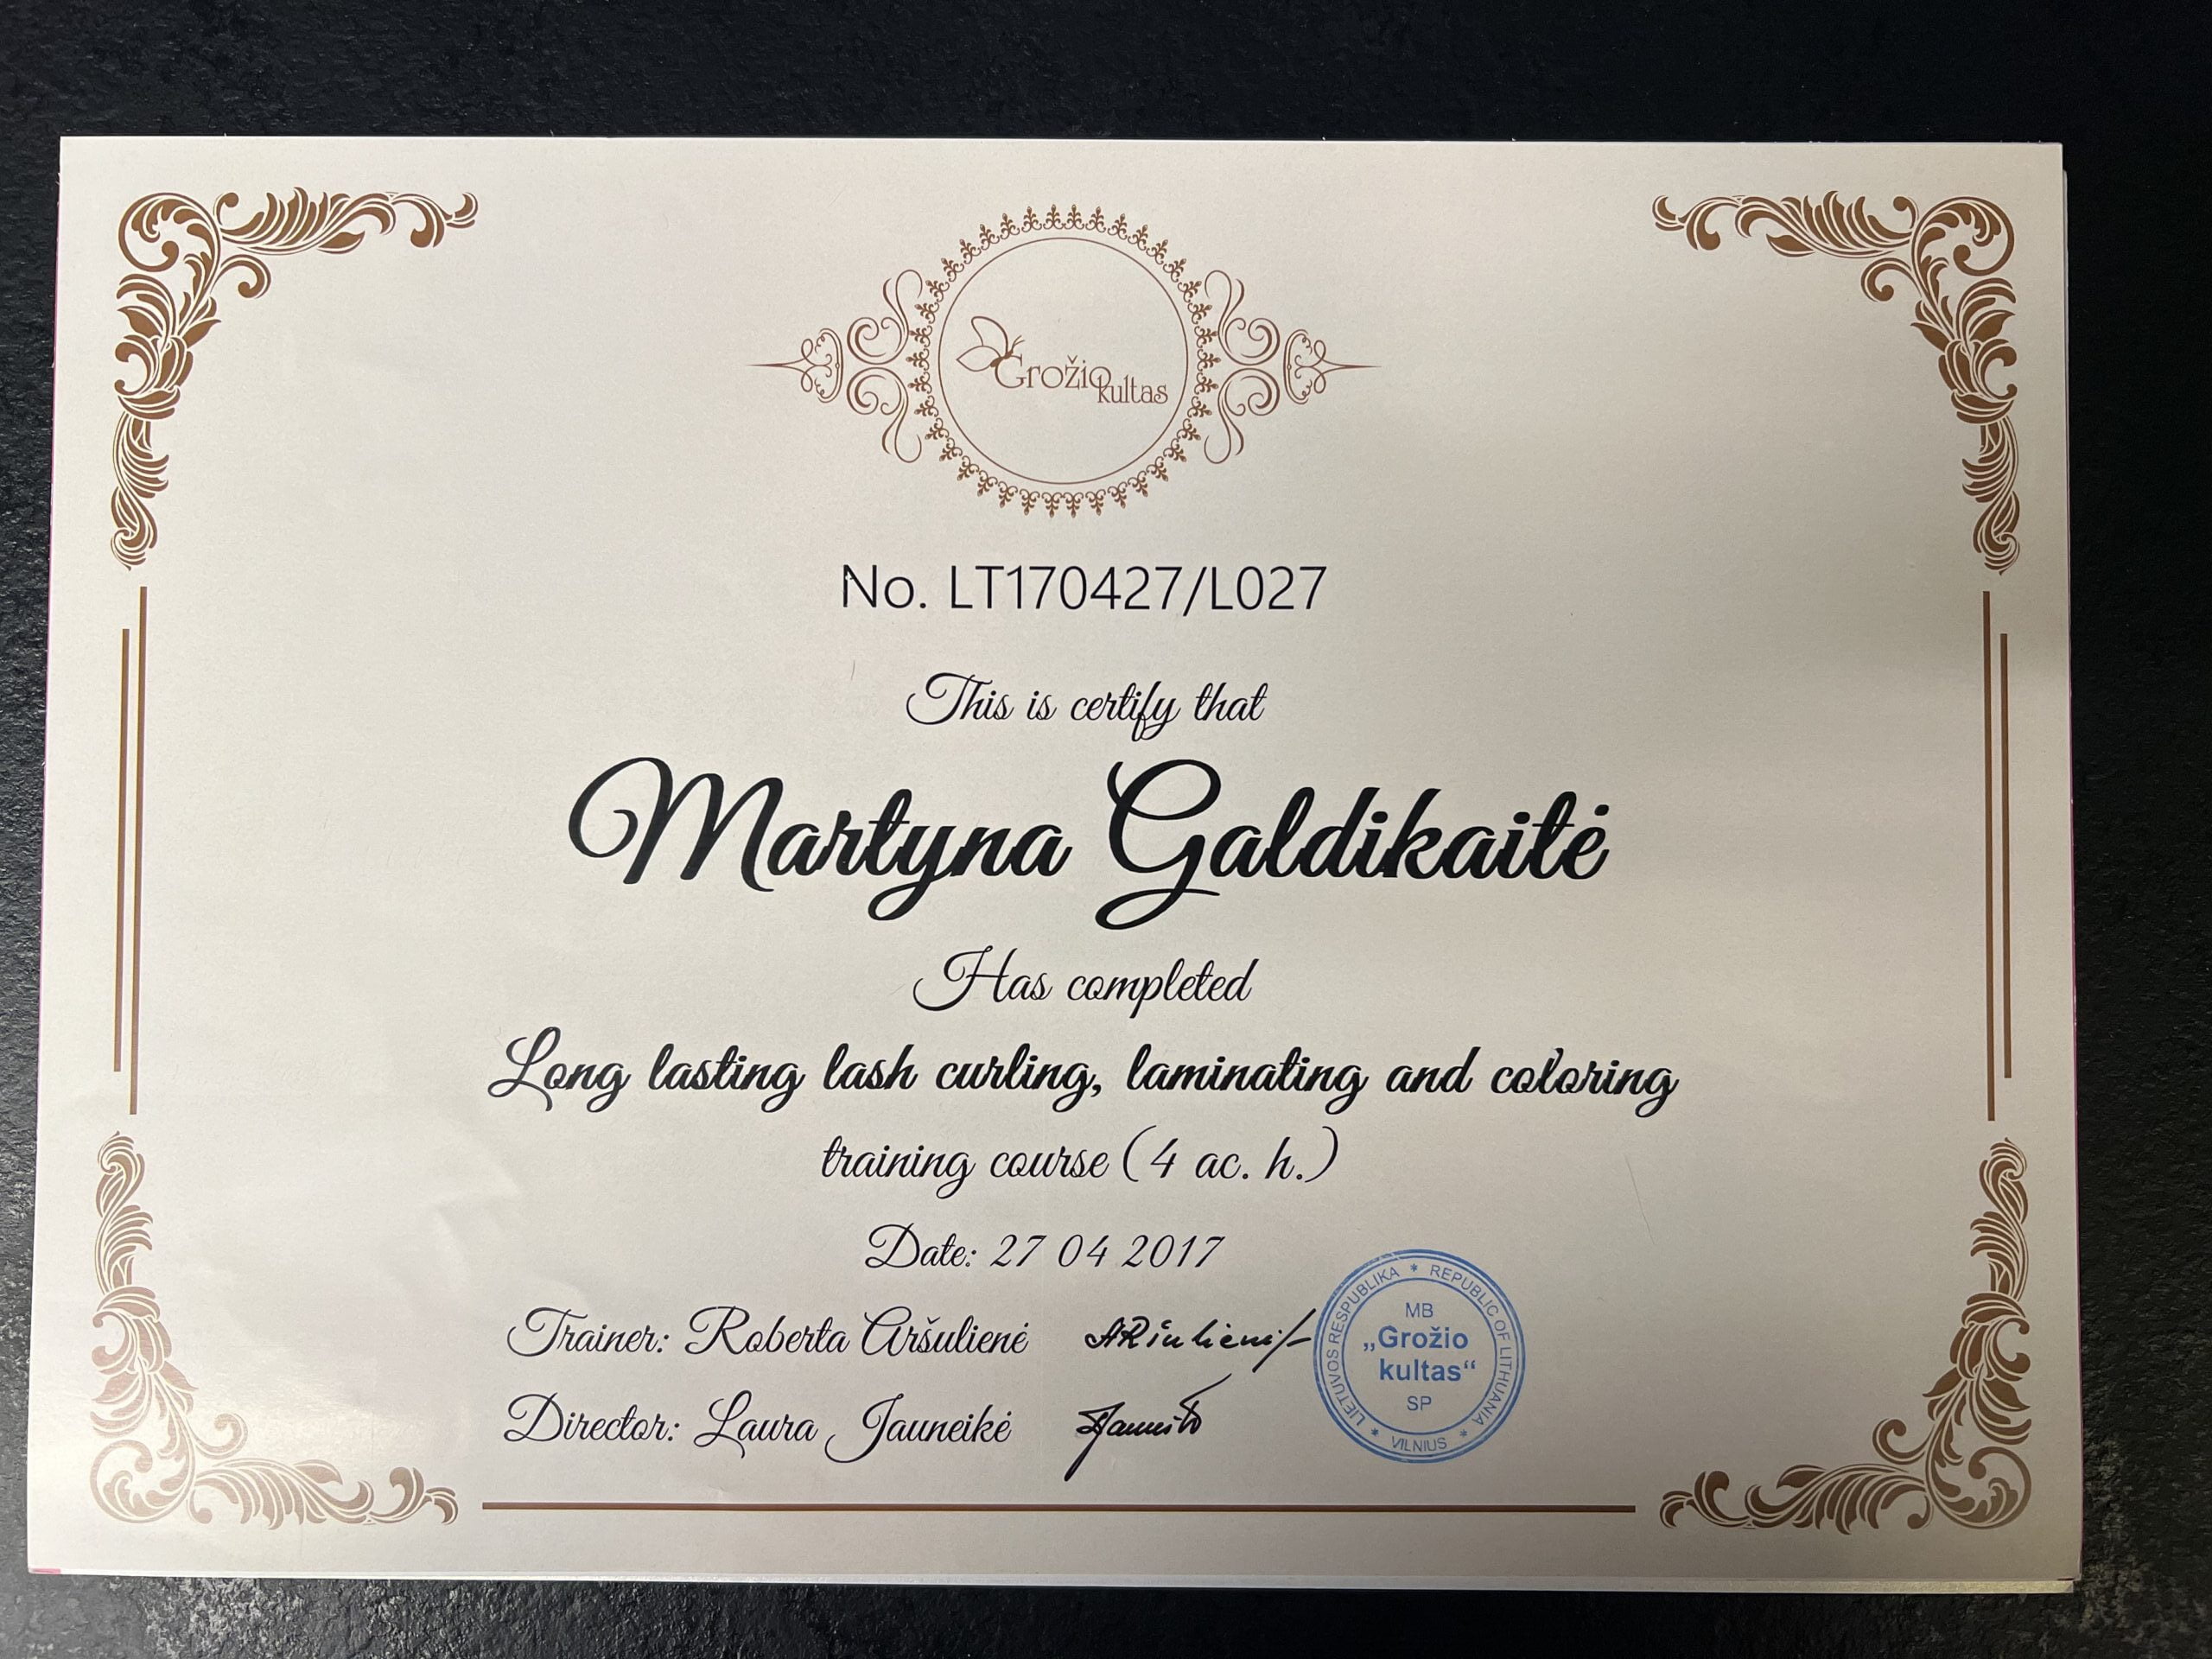 Grožio kultas
No. LT170427/L027
This is certify that
Martyna Galdikaitė
Has completed
Long lasting lash curling, laminating and coloring
training course (4 ac. h.)
Date: 27 04 2017
Trainer: Roberta Aršulienė
Director: Laura Jauneikė
LIETUVOS RESPUBLIKA * REPUBLIC OF LITHUANIA * VILNIUS *
MB
„Grožio
kultas“
SP